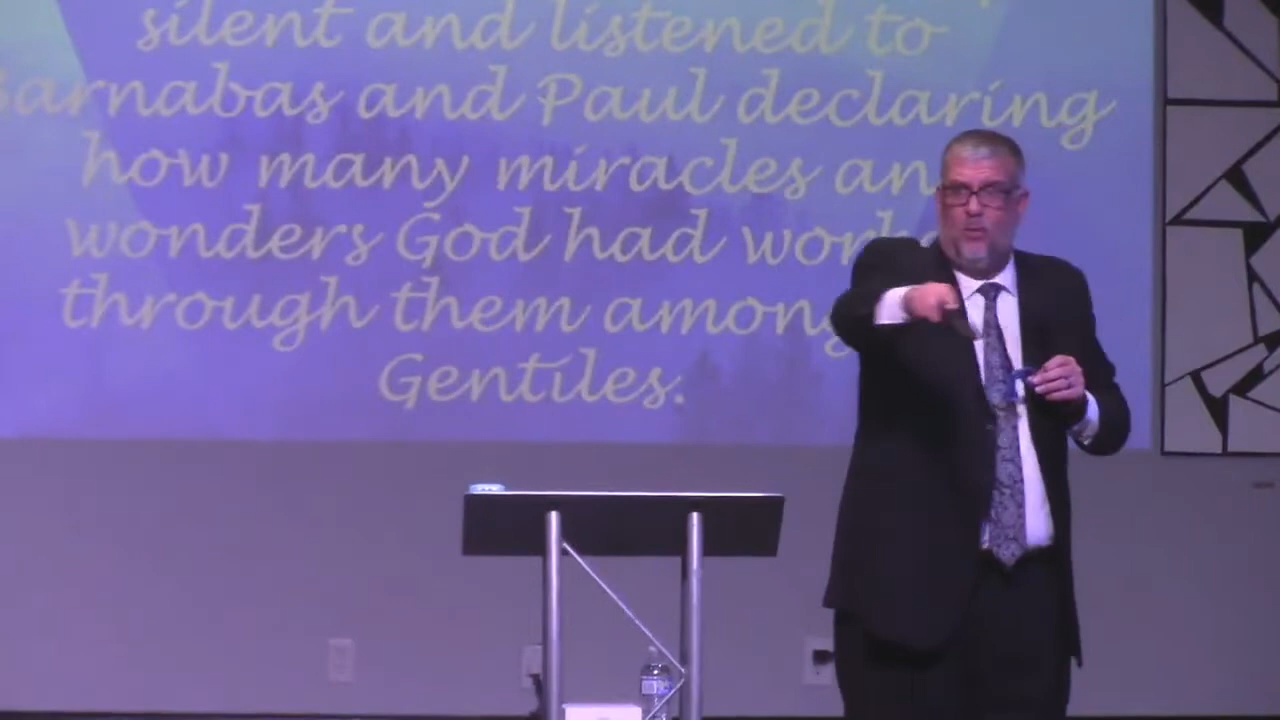 silent and listened to
Barnabas and Paul declaring
how many miracles an
wonders God had work
through them among
Gentiles.